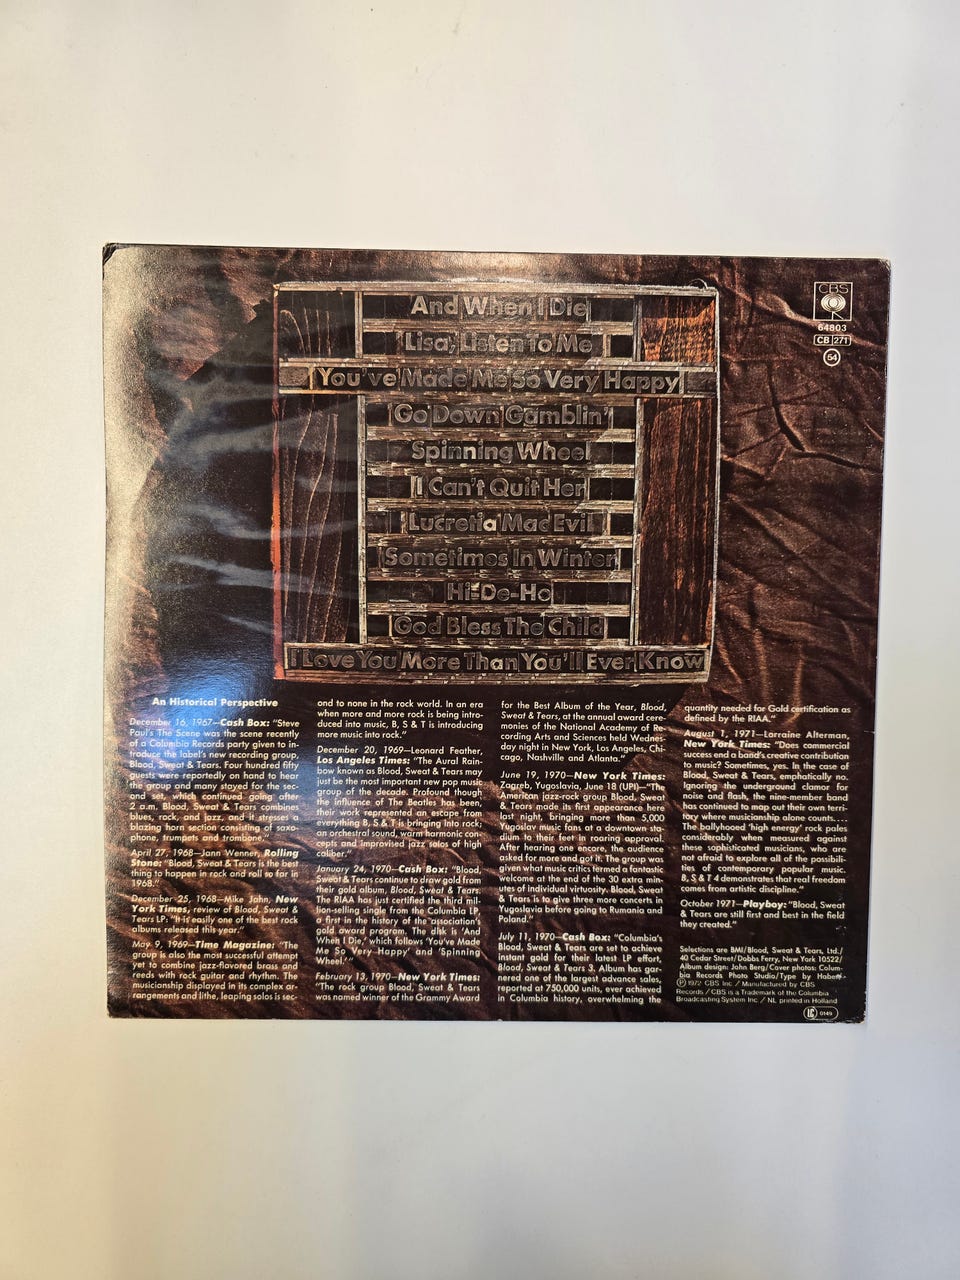 And When I Die
Lisa, Listen to Me
You've Made Me So Very Happy
Go Down Gamblin'
Spinning Wheel
I Can't Quit Her
Lucretia Mac Evil
Sometimes In Winter
Hi-De-Ho
God Bless The Child
I Love You More Than You'll Ever Know
CBS
64803
CB 271
54
An Historical Perspective
December 16, 1967—Cash Box: "Steve
Paul's The Scene was the scene recently
of a Columbia Records party given to in-
troduce the label's new recording group,
Blood, Sweat & Tears. Four hundred fifty
guests were reportedly on hand to hear
the group and many stayed for the sec-
ond set, which continued going after
2 a.m. Blood, Sweat & Tears combines
blues, rock, and jazz, and it stresses a
blazing horn section consisting of saxo-
phone, trumpets and trombone."
April 27, 1968—Jann Wenner, Rolling
Stone: "Blood, Sweat & Tears is the best
thing to happen in rock and roll so far in
1968."
December 25, 1968—Mike Jahn, New
York Times, review of Blood, Sweat &
Tears LP: "It is easily one of the best rock
albums released this year."
May 9, 1969—Time Magazine: "The
group is also the most successful attempt
yet to combine jazz-flavored brass and
reeds with rock guitar and rhythm. The
musicianship displayed in its complex ar-
rangements and lithe, leaping solos is sec-
ond to none in the rock world. In an era
when more and more rock is being intro-
duced into music, B, S & T is introducing
more music into rock."
December 20, 1969—Leonard Feather,
Los Angeles Times: "The Aural Rain-
bow known as Blood, Sweat & Tears may
just be the most important new pop music
group of the decade. Profound though
the influence of The Beatles has been,
their work represented an escape from
everything B, S & T is bringing into rock;
an orchestral sound, warm harmonic con-
cepts and improvised jazz solos of high
caliber."
January 24, 1970—Cash Box: "Blood,
Sweat & Tears continue to draw gold from
their gold album, Blood, Sweat & Tears.
The RIAA has just certified the third mil-
lion-selling single from the Columbia LP,
a first in the history of the association's
gold award program. The disk is 'And
When I Die,' which follows 'You've Made
Me So Very Happy' and 'Spinning
Wheel.'"
February 13, 1970—New York Times:
"The rock group Blood, Sweat & Tears
was named winner of the Grammy Award
for the Best Album of the Year, Blood,
Sweat & Tears, at the annual award cere-
monies of the National Academy of Re-
cording Arts and Sciences held Wednes-
day night in New York, Los Angeles, Chi-
cago, Nashville and Atlanta."
June 19, 1970—New York Times:
Zagreb, Yugoslavia, June 18 (UPI)—"The
American jazz-rock group Blood, Sweat
& Tears made its first appearance here
last night, bringing more than 5,000
Yugoslav music fans at a downtown sta-
dium to their feet in roaring approval.
After hearing one encore, the audience
asked for more and got it. The group was
given what music critics termed a fantastic
welcome at the end of the 30 extra min-
utes of individual virtuosity. Blood, Sweat
& Tears is to give three more concerts in
Yugoslavia before going to Rumania and
Poland."
July 11, 1970—Cash Box: "Columbia's
Blood, Sweat & Tears are set to achieve
instant gold for their latest LP effort,
Blood, Sweat & Tears 3. Album has gar-
nered one of the largest advance sales,
reported at 750,000 units, ever achieved
in Columbia history, overwhelming the
quantity needed for Gold certification as
defined by the RIAA."
August 1, 1971—Lorraine Alterman,
New York Times: "Does commercial
success end a band's creative contribution
to music? Sometimes, yes. In the case of
Blood, Sweat & Tears, emphatically no.
Ignoring the underground clamor for
noise and flash, the nine-member band
has continued to map out their own terri-
tory where musicianship alone counts....
The ballyhooed 'high energy' rock pales
considerably when measured against
these sophisticated musicians, who are
not afraid to explore all of the possibili-
ties of contemporary popular music.
B, S & T 4 demonstrates that real freedom
comes from artistic discipline."
October 1971—Playboy: "Blood, Sweat
& Tears are still first and best in the field
they created."
Selections are BMI/Blood, Sweat & Tears, Ltd./
40 Cedar Street/Dobbs Ferry, New York 10522/
Album design: John Berg/Cover photos: Colum-
bia Records Photo Studio/Type by Haber
Ⓟ 1972 CBS Inc / Manufactured by CBS
Records / CBS is a Trademark of the Columbia
Broadcasting System Inc / NL printed in Holland
LC 0149